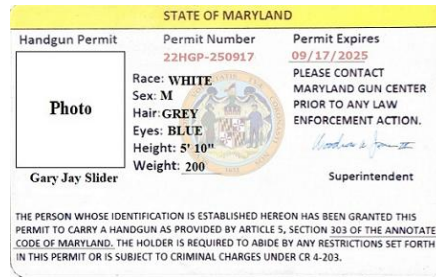 STATE OF MARYLAND
Handgun Permit
Permit Number
Permit Expires
22HGP-250917
09/17/2025
Photo
Gary Jay Slider
Race: WHITE
Sex: M
Hair: GREY
Eyes: BLUE
Height: 5' 10"
Weight: 200
PLEASE CONTACT
MARYLAND GUN CENTER
PRIOR TO ANY LAW
ENFORCEMENT ACTION.
Superintendent
THE PERSON WHOSE IDENTIFICATION IS ESTABLISHED HEREON HAS BEEN GRANTED THIS
PERMIT TO CARRY A HANDGUN AS PROVIDED BY ARTICLE 5, SECTION 303 OF THE ANNOTATE
CODE OF MARYLAND. THE HOLDER IS REQUIRED TO ABIDE BY ANY RESTRICTIONS SET FORTH
IN THIS PERMIT OR IS SUBJECT TO CRIMINAL CHARGES UNDER CR 4-203.